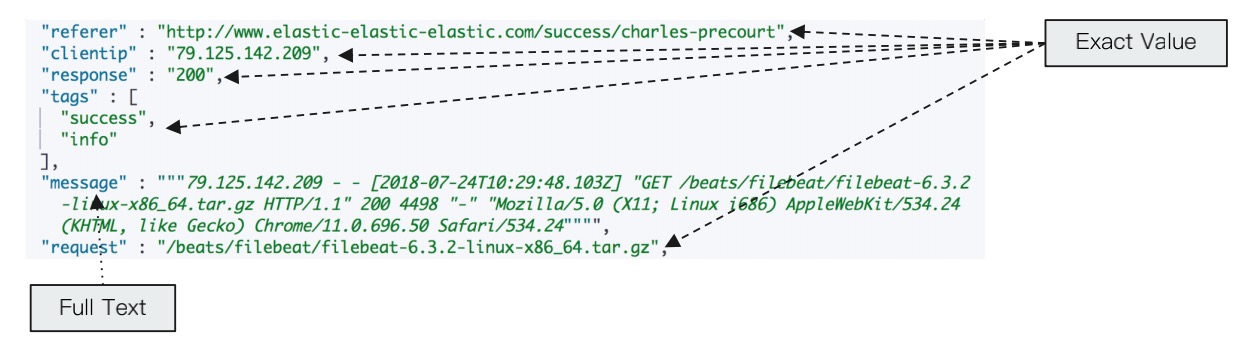 "referer" : "http://www.elastic-elastic-elastic.com/success/charles-precourt",
Exact Value
"clientip" : "79.125.142.209",
"response" : "200",
"tags" : [
"success",
"info"
],
"message" : """79.125.142.209 - - [2018-07-24T10:29:48.103Z] "GET /beats/filebeat/filebeat-6.3.2
-linux-x86_64.tar.gz HTTP/1.1" 200 4498 "-" "Mozilla/5.0 (X11; Linux i686) AppleWebKit/534.24
(KHTML, like Gecko) Chrome/11.0.696.50 Safari/534.24"""",
"request" : "/beats/filebeat/filebeat-6.3.2-linux-x86_64.tar.gz",
Full Text